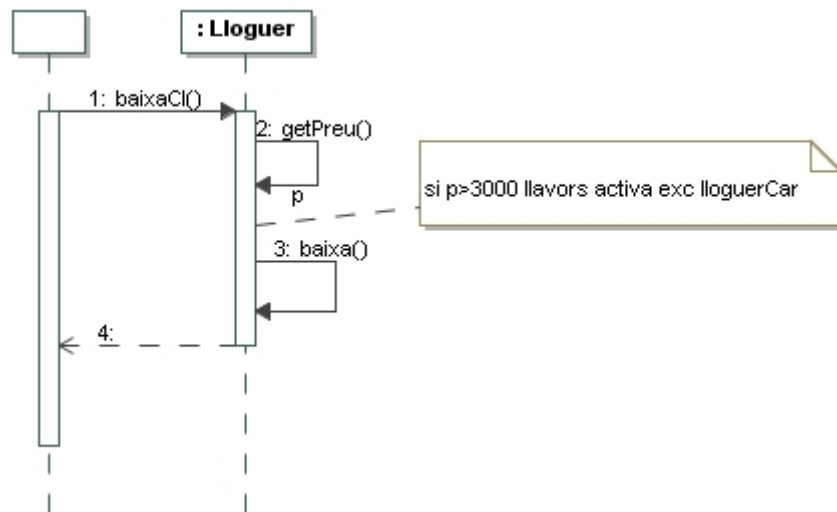 : Lloguer
1: baixaCl()
2: getPreu()
p
si p>3000 llavors activa exc lloguerCar
3: baixa()
4: